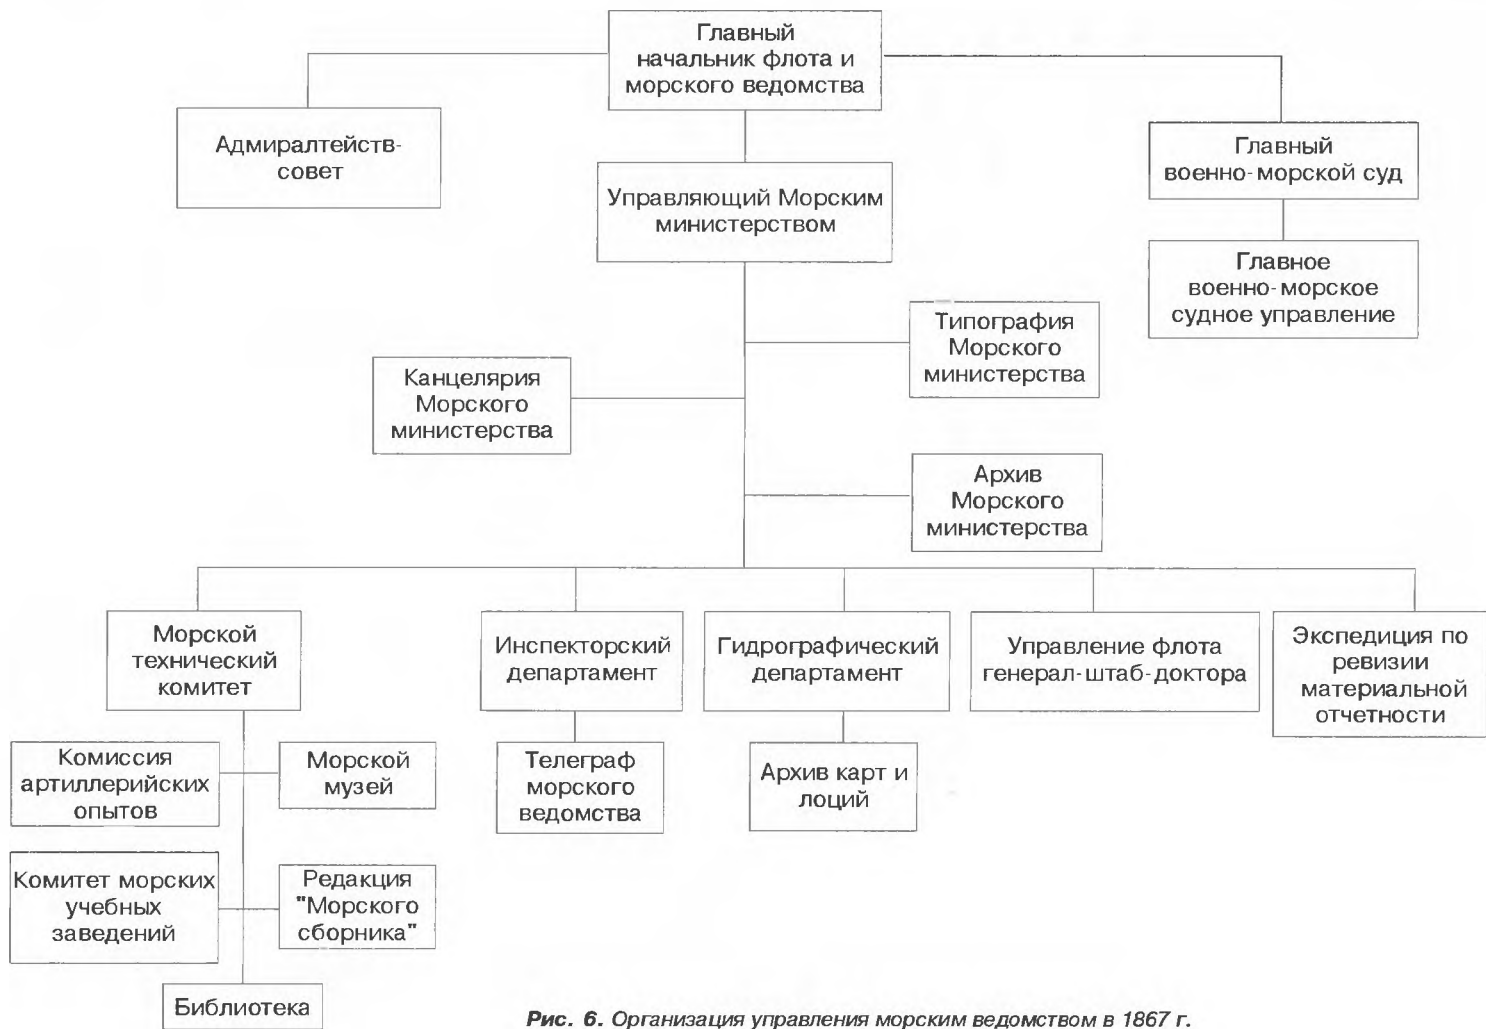 Главный
начальник флота и
морского ведомства
Адмиралтейств-
совет
Главный
военно-морской суд
Управляющий Морским
министерством
Главное
военно-морское
судное управление
Типография
Морского
министерства
Канцелярия
Морского
министерства
Архив
Морского
министерства
Морской
технический
комитет
Инспекторский
департамент
Гидрографический
департамент
Управление флота
генерал-штаб-доктора
Экспедиция по
ревизии
материальной
отчетности
Комиссия
артиллерийских
опытов
Морской
музей
Телеграф
морского
ведомства
Архив карт и
лоций
Комитет морских
учебных
заведений
Редакция
"Морского
сборника"
Библиотека
Рис. 6. Организация управления морским ведомством в 1867 г.